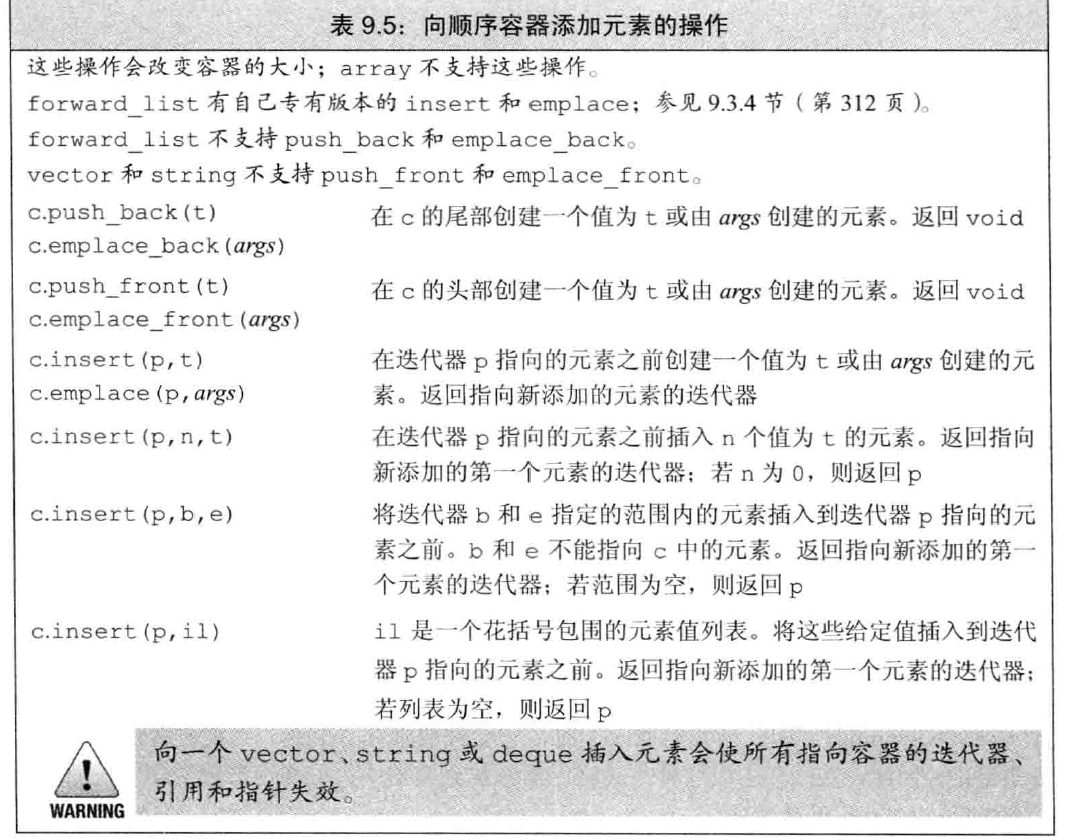 表 9.5：向顺序容器添加元素的操作
这些操作会改变容器的大小；array 不支持这些操作。
forward_list 有自己专有版本的 insert 和 emplace；参见 9.3.4 节（第 312 页）。
forward_list 不支持 push_back 和 emplace_back。
vector 和 string 不支持 push_front 和 emplace_front。
c.push_back(t) 在 c 的尾部创建一个值为 t 或由 args 创建的元素。返回 void
c.emplace_back(args)
c.push_front(t) 在 c 的头部创建一个值为 t 或由 args 创建的元素。返回 void
c.emplace_front(args)
c.insert(p,t) 在迭代器 p 指向的元素之前创建一个值为 t 或由 args 创建的元
c.emplace(p,args) 素。返回指向新添加的元素的迭代器
c.insert(p,n,t) 在迭代器 p 指向的元素之前插入 n 个值为 t 的元素。返回指向
新添加的第一个元素的迭代器；若 n 为 0，则返回 p
c.insert(p,b,e) 将迭代器 b 和 e 指定的范围内的元素插入到迭代器 p 指向的元
素之前。b 和 e 不能指向 c 中的元素。返回指向新添加的第一
个元素的迭代器；若范围为空，则返回 p
c.insert(p,il) il 是一个花括号包围的元素值列表。将这些给定值插入到迭代
器 p 指向的元素之前。返回指向新添加的第一个元素的迭代器；
若列表为空，则返回 p
向一个 vector、string 或 deque 插入元素会使所有指向容器的迭代器、
引用和指针失效。
WARNING